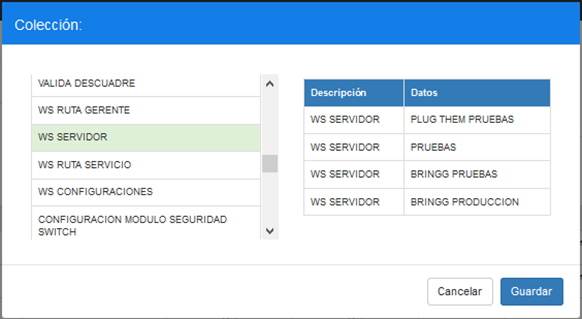 Colección:
VALIDA DESCUADRE
WS RUTA GERENTE
WS SERVIDOR
WS RUTA SERVICIO
WS CONFIGURACIONES
CONFIGURACION MODULO SEGURIDAD
SWITCH
Descripción Datos
WS SERVIDOR PLUG THEM PRUEBAS
WS SERVIDOR PRUEBAS
WS SERVIDOR BRINGG PRUEBAS
WS SERVIDOR BRINGG PRODUCCION
Cancelar Guardar